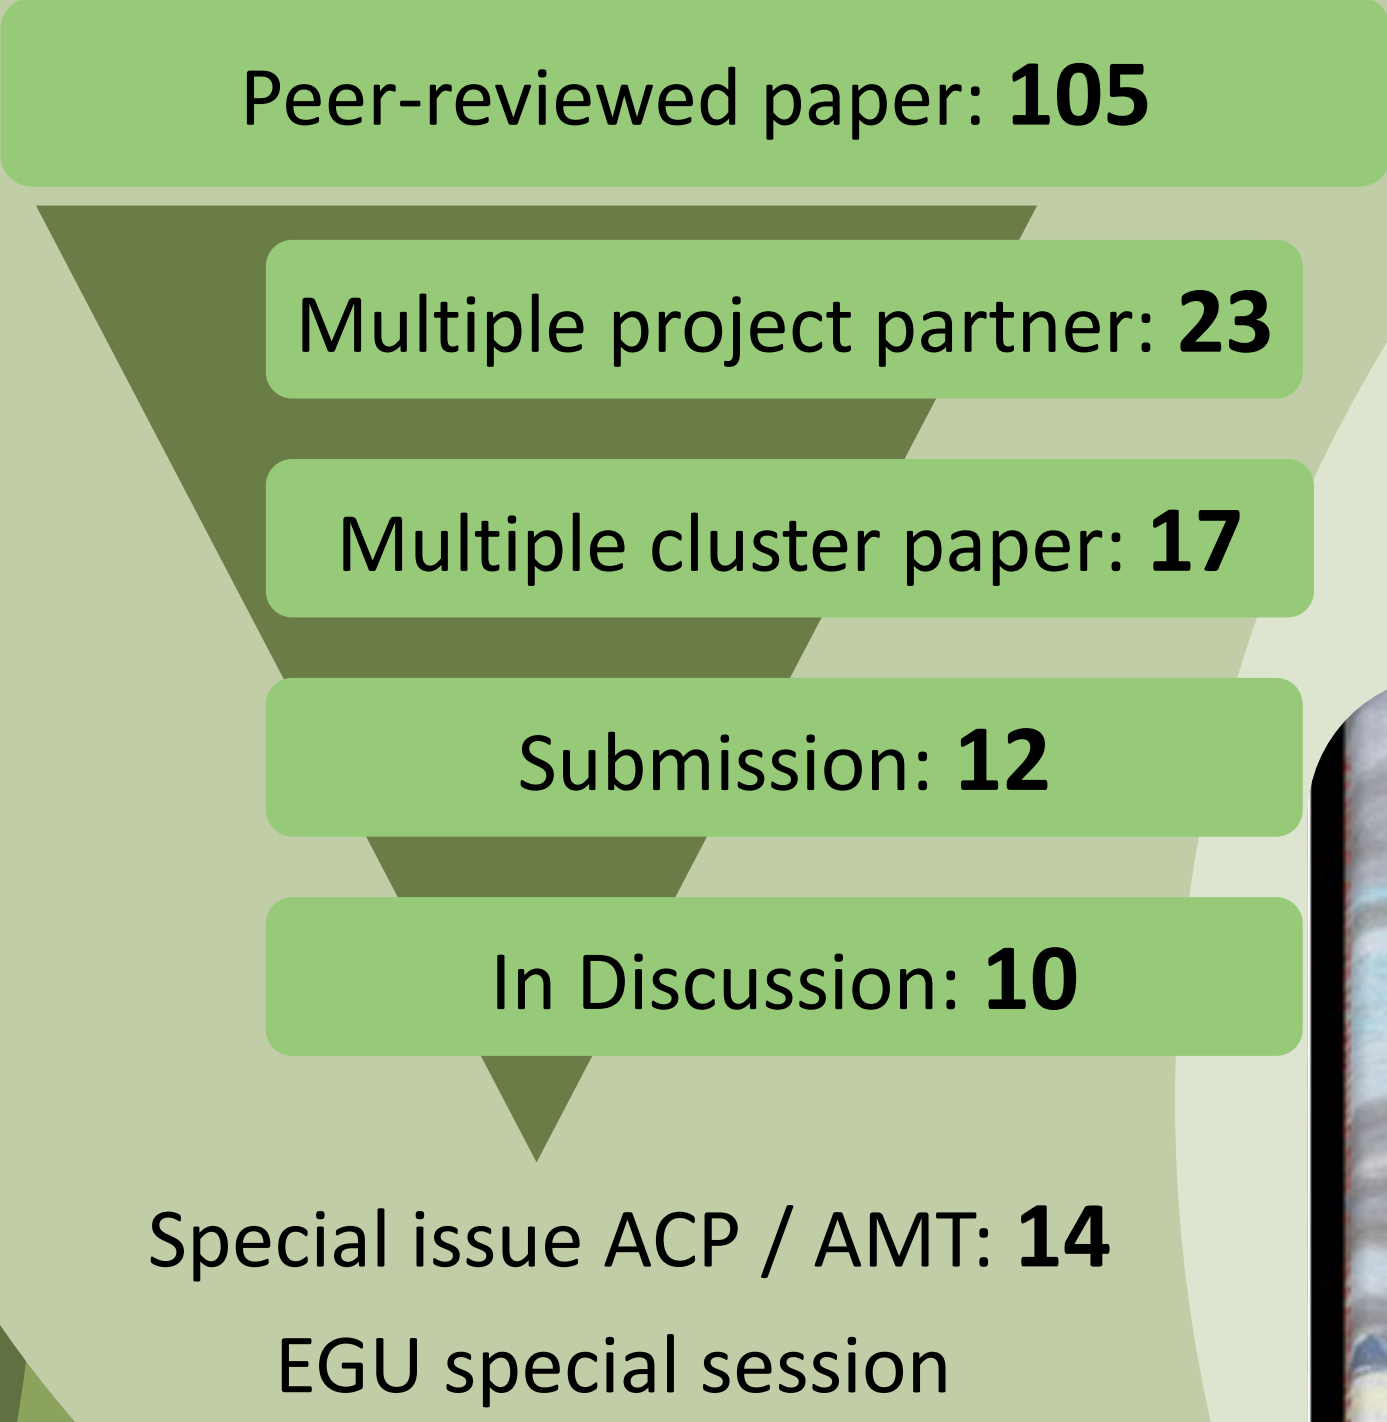 Peer-reviewed paper: 105
Multiple project partner: 23
Multiple cluster paper: 17
Submission: 12
In Discussion: 10
Special issue ACP / AMT: 14
EGU special session